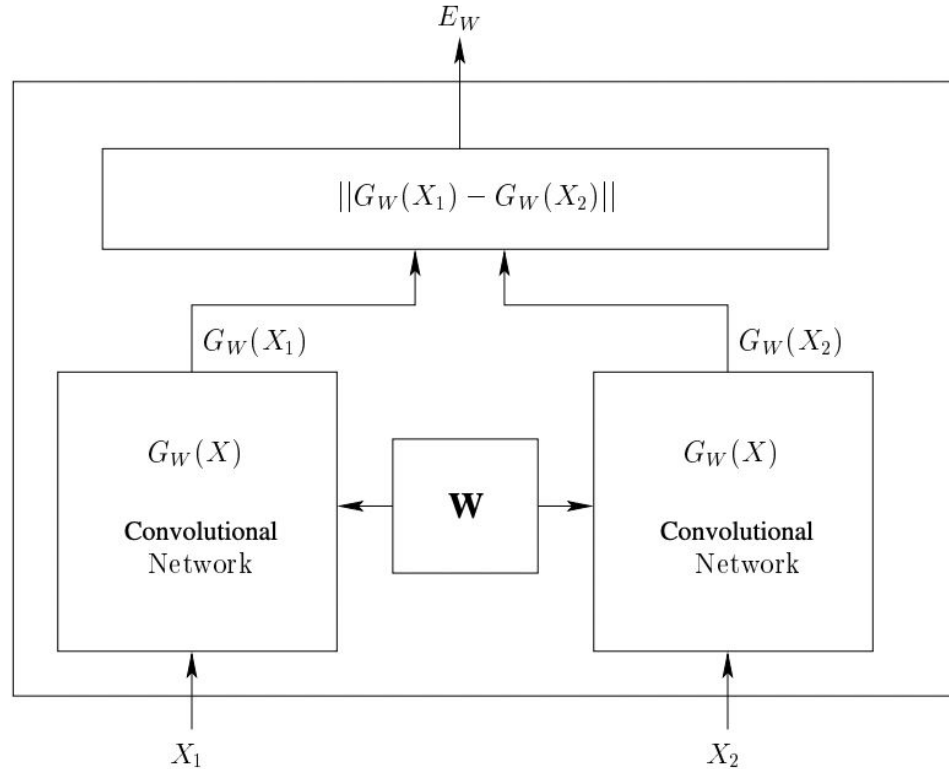 E_W
||G_W(X_1) − G_W(X_2)||
G_W(X_1)
G_W(X_2)
G_W(X)
Convolutional
Network
W
G_W(X)
Convolutional
Network
X_1
X_2